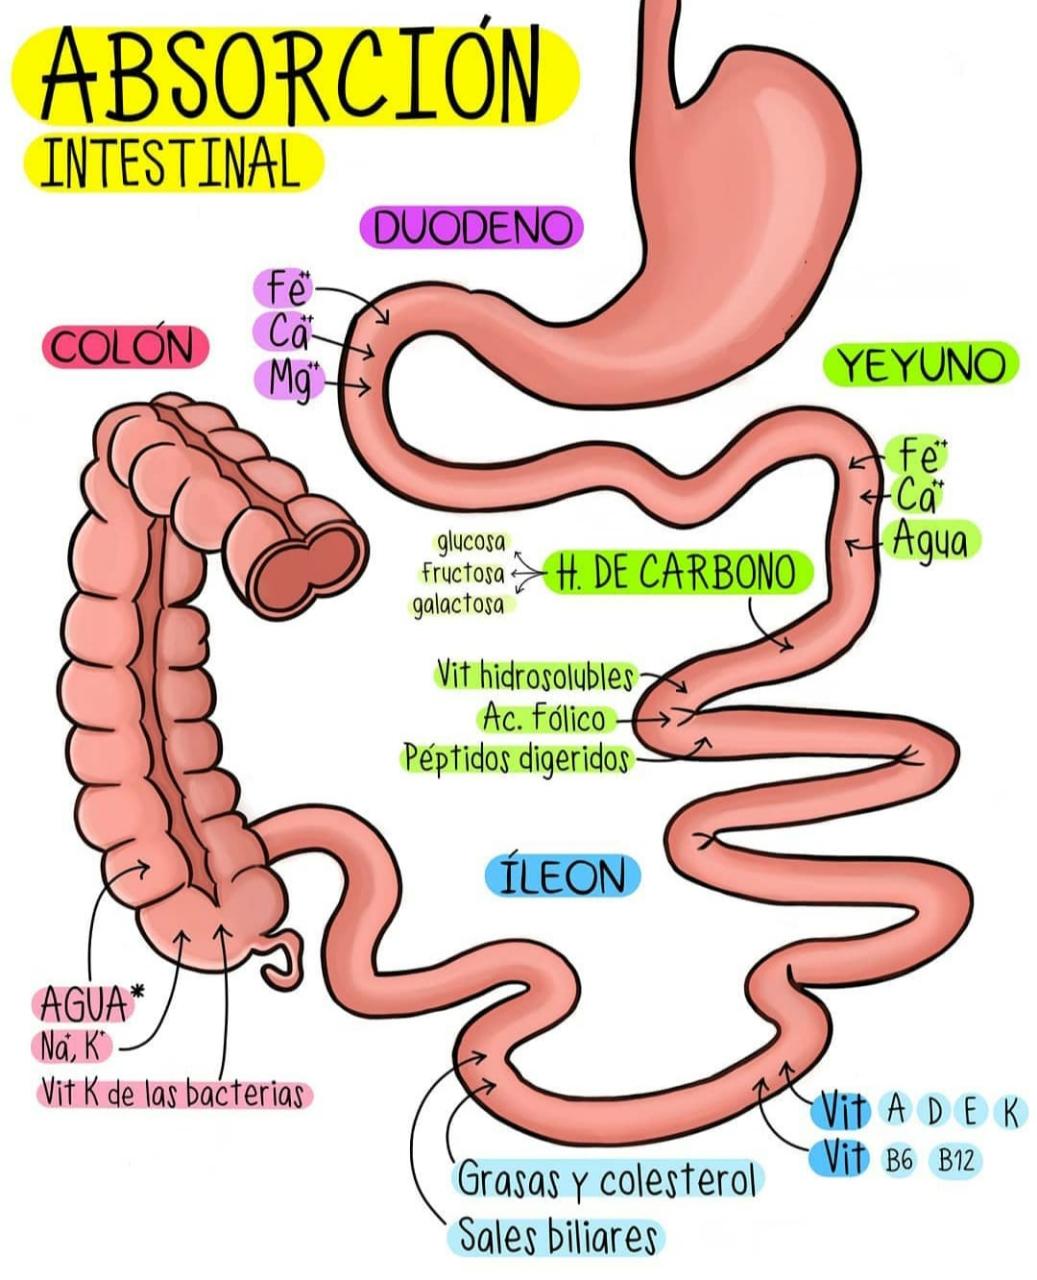 ABSORCIÓN
INTESTINAL
DUODENO
Fe⁺⁺
Ca⁺⁺
Mg⁺⁺
COLÓN
YEYUNO
Fe⁺⁺
Ca⁺⁺
Agua
glucosa
fructosa
galactosa
H. DE CARBONO
Vit hidrosolubles
Ac. Fólico
Péptidos digeridos
ÍLEON
AGUA*
Na⁺, K⁺
Vit K de las bacterias
Vit A D E K
Vit B6 B12
Grasas y colesterol
Sales biliares